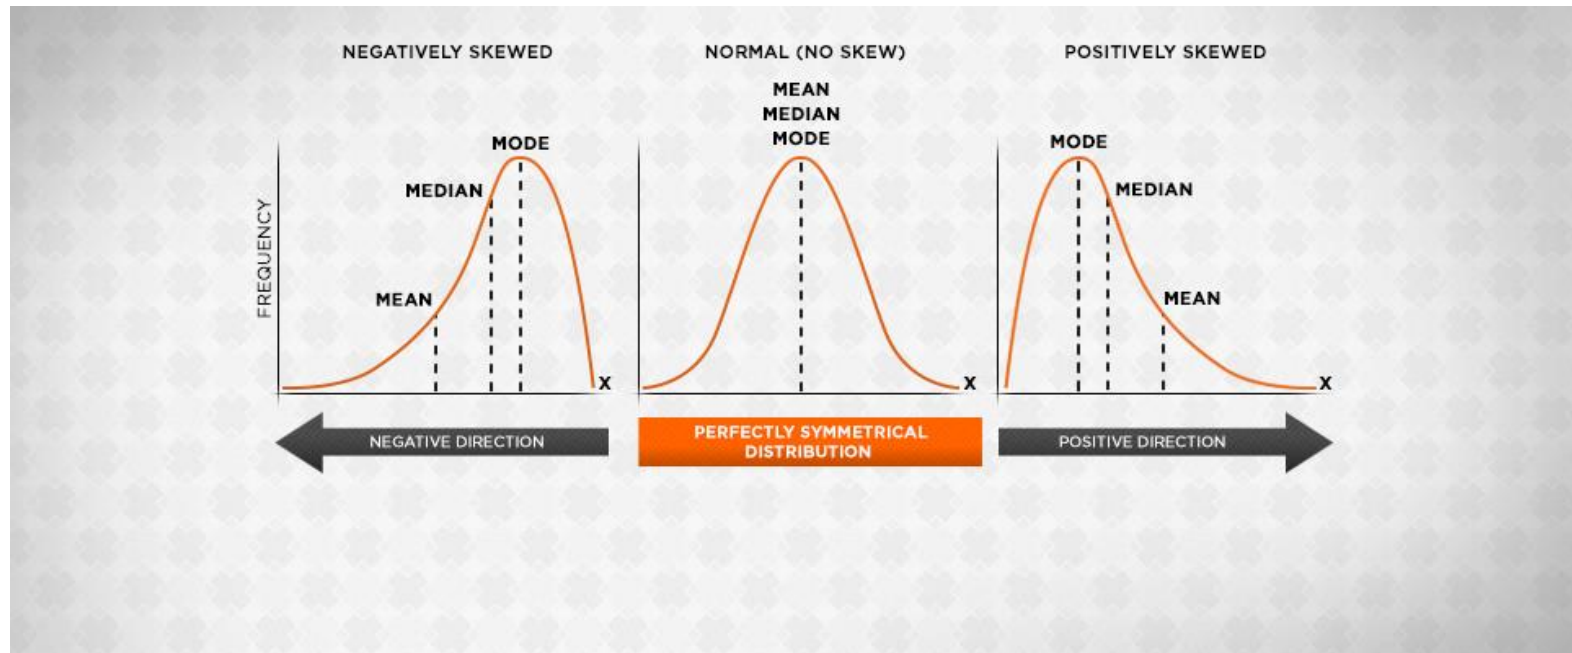 NEGATIVELY SKEWED
MODE
MEDIAN
MEAN
FREQUENCY
X
NEGATIVE DIRECTION
NORMAL (NO SKEW)
MEAN
MEDIAN
MODE
X
PERFECTLY SYMMETRICAL
DISTRIBUTION
POSITIVELY SKEWED
MODE
MEDIAN
MEAN
X
POSITIVE DIRECTION